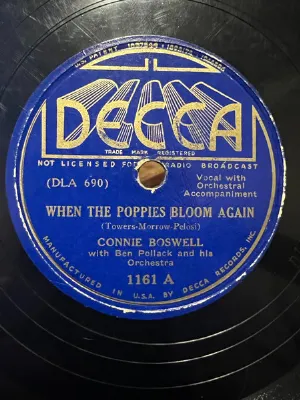 DECCA
TRADE MARK REGISTERED
NOT LICENSED FOR RADIO BROADCAST
(DLA 690)
Vocal with
Orchestral
Accompaniment
WHEN THE POPPIES BLOOM AGAIN
(Towers-Morrow-Pelosi)
CONNIE BOSWELL
with Ben Pollack and his
Orchestra
1161 A
MANUFACTURED IN U.S.A. BY DECCA RECORDS, INC.